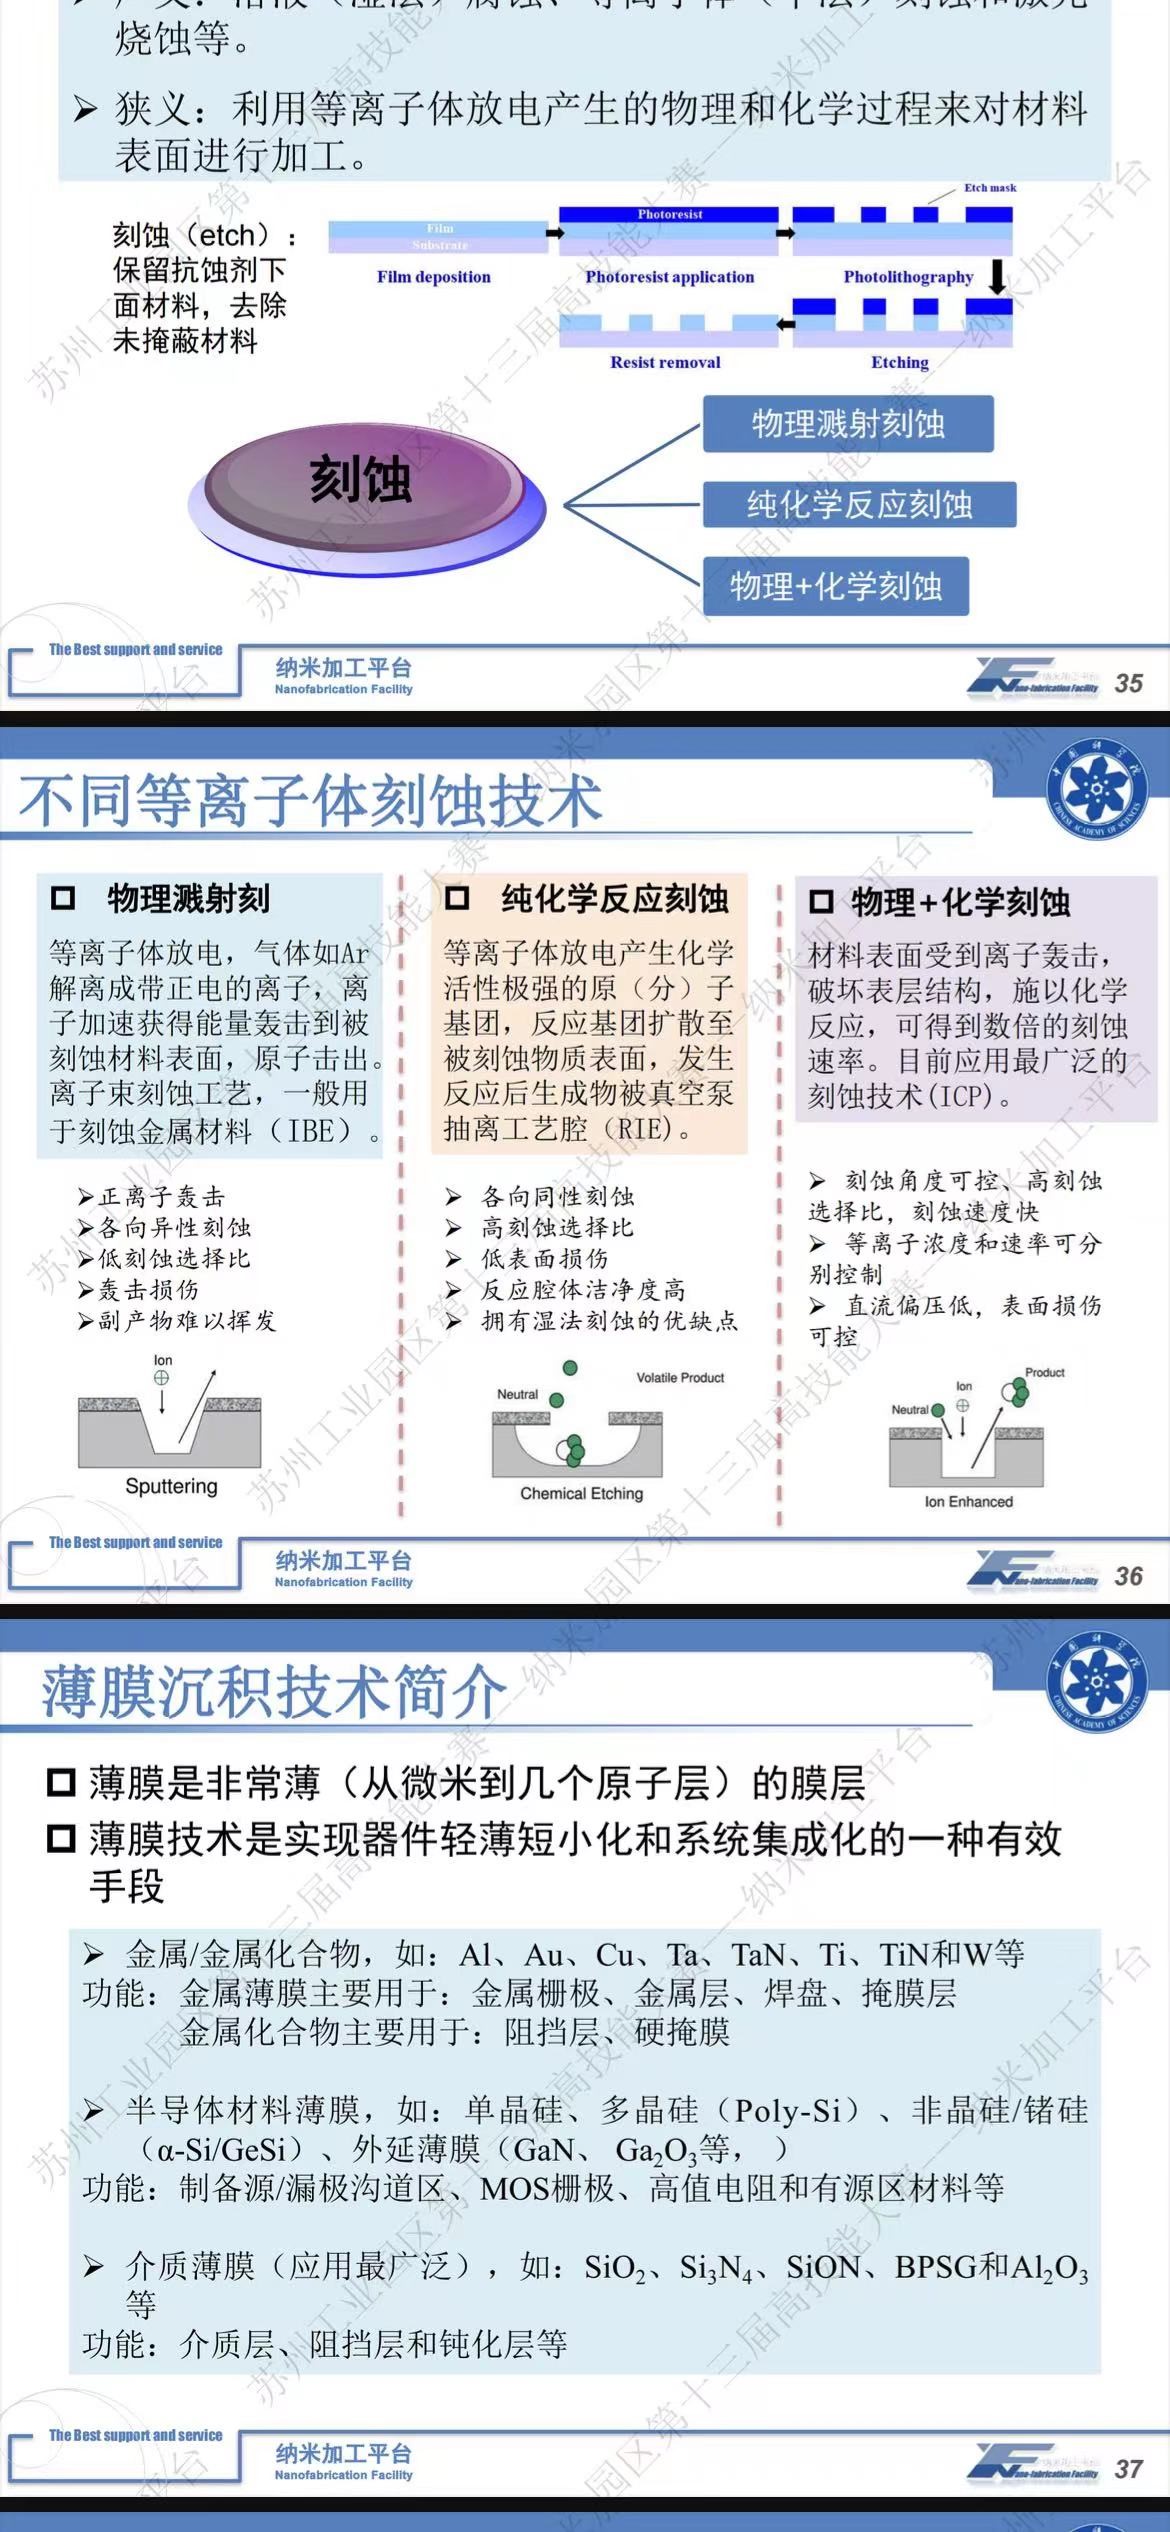 烧蚀等。
➢ 狭义：利用等离子体放电产生的物理和化学过程来对材料
表面进行加工。
刻蚀（etch）：
保留抗蚀剂下
面材料，去除
未掩蔽材料
Film
Substrate
Film deposition
Photoresist
Photoresist application
Etch mask
Photolithography
Resist removal
Etching
刻蚀
物理溅射刻蚀
纯化学反应刻蚀
物理+化学刻蚀
The Best support and service
纳米加工平台
Nanofabrication Facility
35
不同等离子体刻蚀技术
物理溅射刻
等离子体放电，气体如Ar
解离成带正电的离子，离
子加速获得能量轰击到被
刻蚀材料表面，原子击出。
离子束刻蚀工艺，一般用
于刻蚀金属材料（IBE）。
➢正离子轰击
➢各向异性刻蚀
➢低刻蚀选择比
➢轰击损伤
➢副产物难以挥发
Ion
Sputtering
纯化学反应刻蚀
等离子体放电产生化学
活性极强的原（分）子
基团，反应基团扩散至
被刻蚀物质表面，发生
反应后生成物被真空泵
抽离工艺腔（RIE)。
➢ 各向同性刻蚀
➢ 高刻蚀选择比
➢ 低表面损伤
➢ 反应腔体洁净度高
➢ 拥有湿法刻蚀的优缺点
Neutral
Volatile Product
Chemical Etching
物理+化学刻蚀
材料表面受到离子轰击，
破坏表层结构，施以化学
反应，可得到数倍的刻蚀
速率。目前应用最广泛的
刻蚀技术(ICP)。
➢ 刻蚀角度可控、高刻蚀
选择比，刻蚀速度快
➢ 等离子浓度和速率可分
别控制
➢ 直流偏压低，表面损伤
可控
Neutral
Ion
Product
Ion Enhanced
The Best support and service
纳米加工平台
Nanofabrication Facility
36
薄膜沉积技术简介
薄膜是非常薄（从微米到几个原子层）的膜层
薄膜技术是实现器件轻薄短小化和系统集成化的一种有效
手段
➢ 金属/金属化合物，如：Al、Au、Cu、Ta、TaN、Ti、TiN和W等
功能：金属薄膜主要用于：金属栅极、金属层、焊盘、掩膜层
金属化合物主要用于：阻挡层、硬掩膜
➢ 半导体材料薄膜，如：单晶硅、多晶硅（Poly-Si）、非晶硅/锗硅
（α-Si/GeSi）、外延薄膜（GaN、 Ga₂O₃等， ）
功能：制备源/漏极沟道区、MOS栅极、高值电阻和有源区材料等
➢ 介质薄膜（应用最广泛），如：SiO₂、Si₃N₄、SiON、BPSG和Al₂O₃
等
功能：介质层、阻挡层和钝化层等
The Best support and service
纳米加工平台
Nanofabrication Facility
37